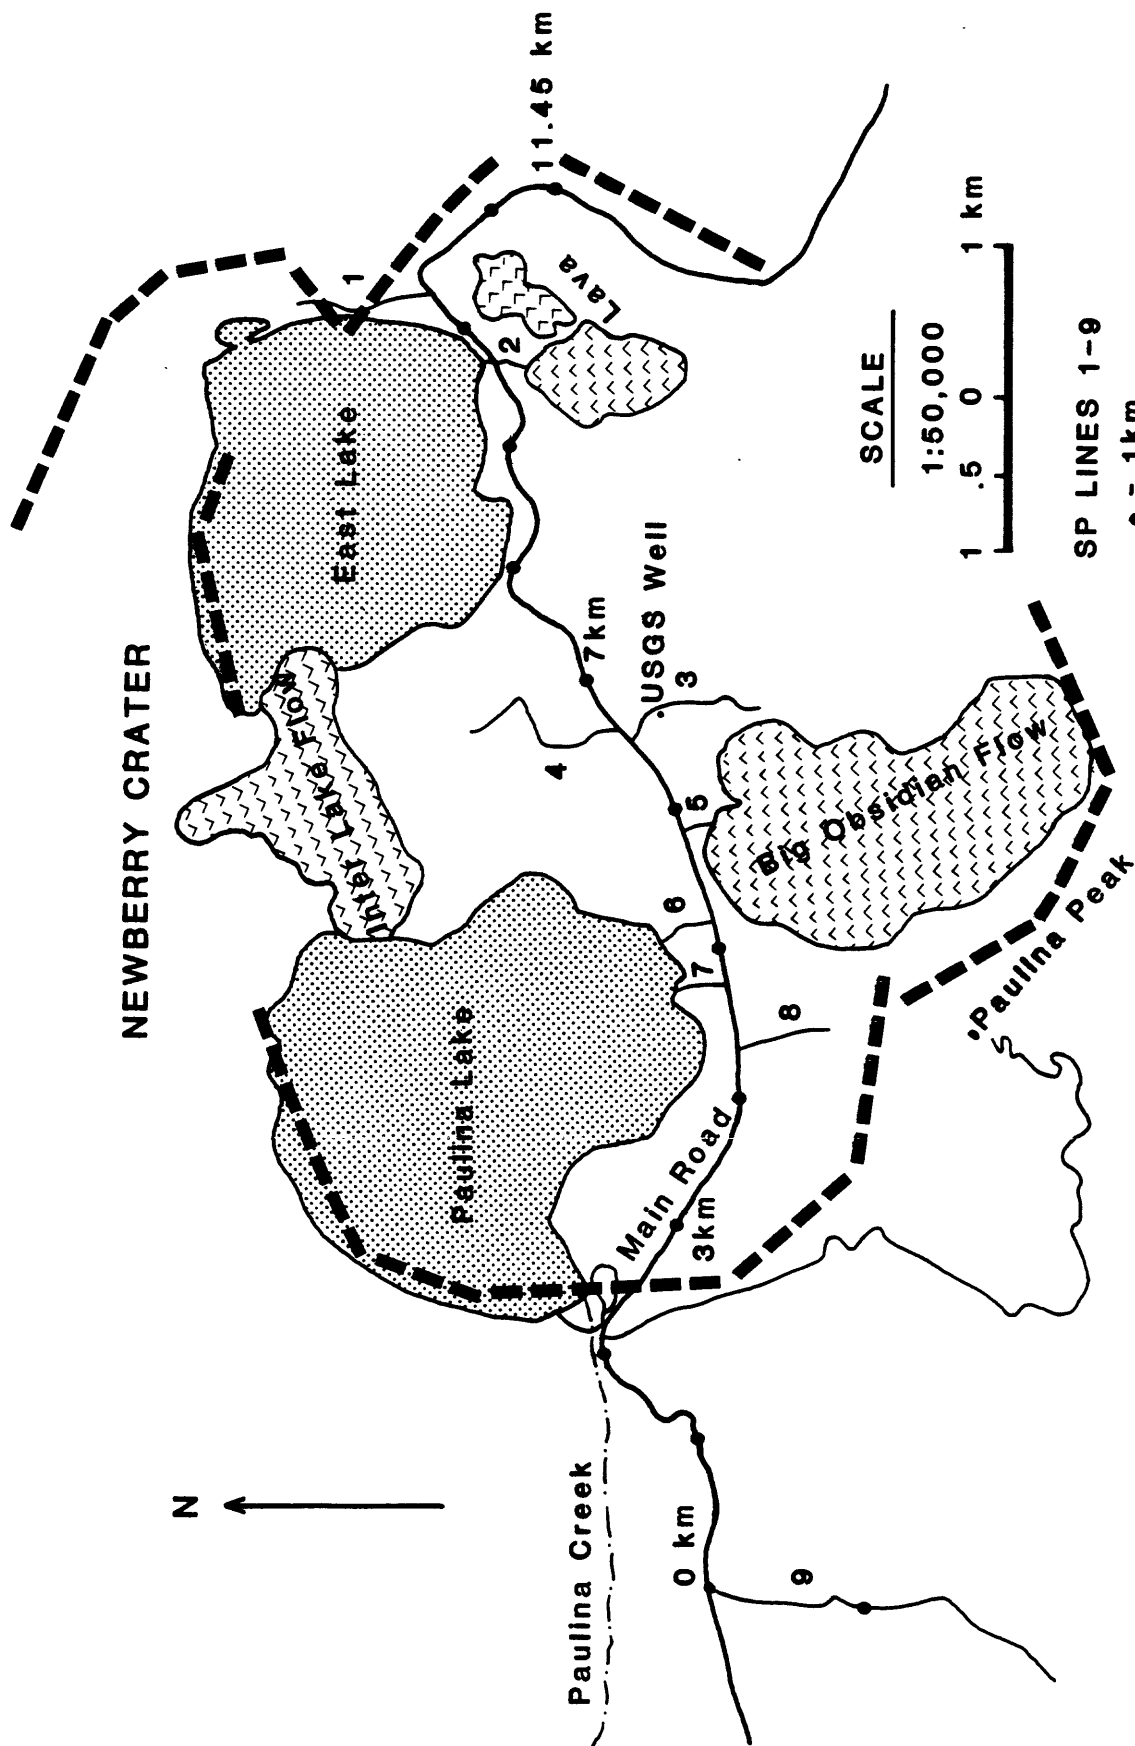 NEWBERRY CRATER
N
Paulina Creek
0 km
9
Paulina Lake
Inter Lake Flow
East Lake
1
11.45 km
2
Lava
Main Road
3km
8
7
6
5
4
3
7km
USGS Well
Big Obsidian Flow
Paulina Peak
SCALE
1:50,000
1 .5 0 1 km
SP LINES 1-9
= 1km